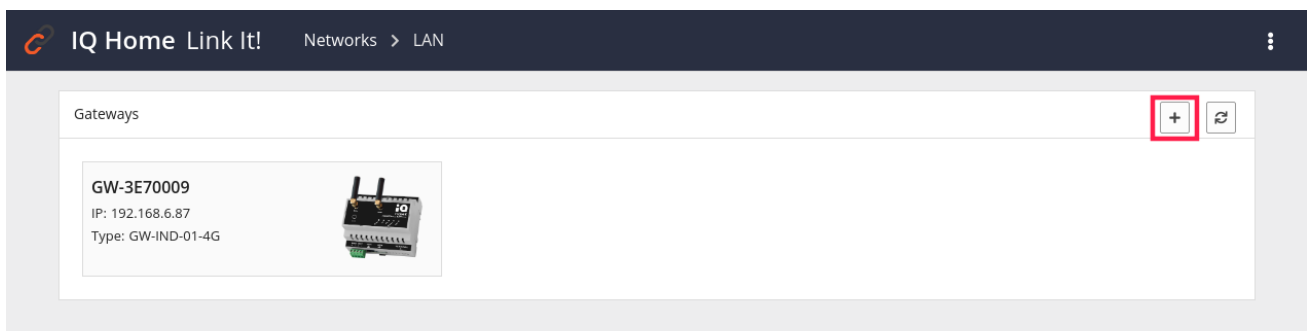 IQ Home Link It! Networks > LAN
Gateways
GW-3E70009
IP: 192.168.6.87
Type: GW-IND-01-4G
iQ